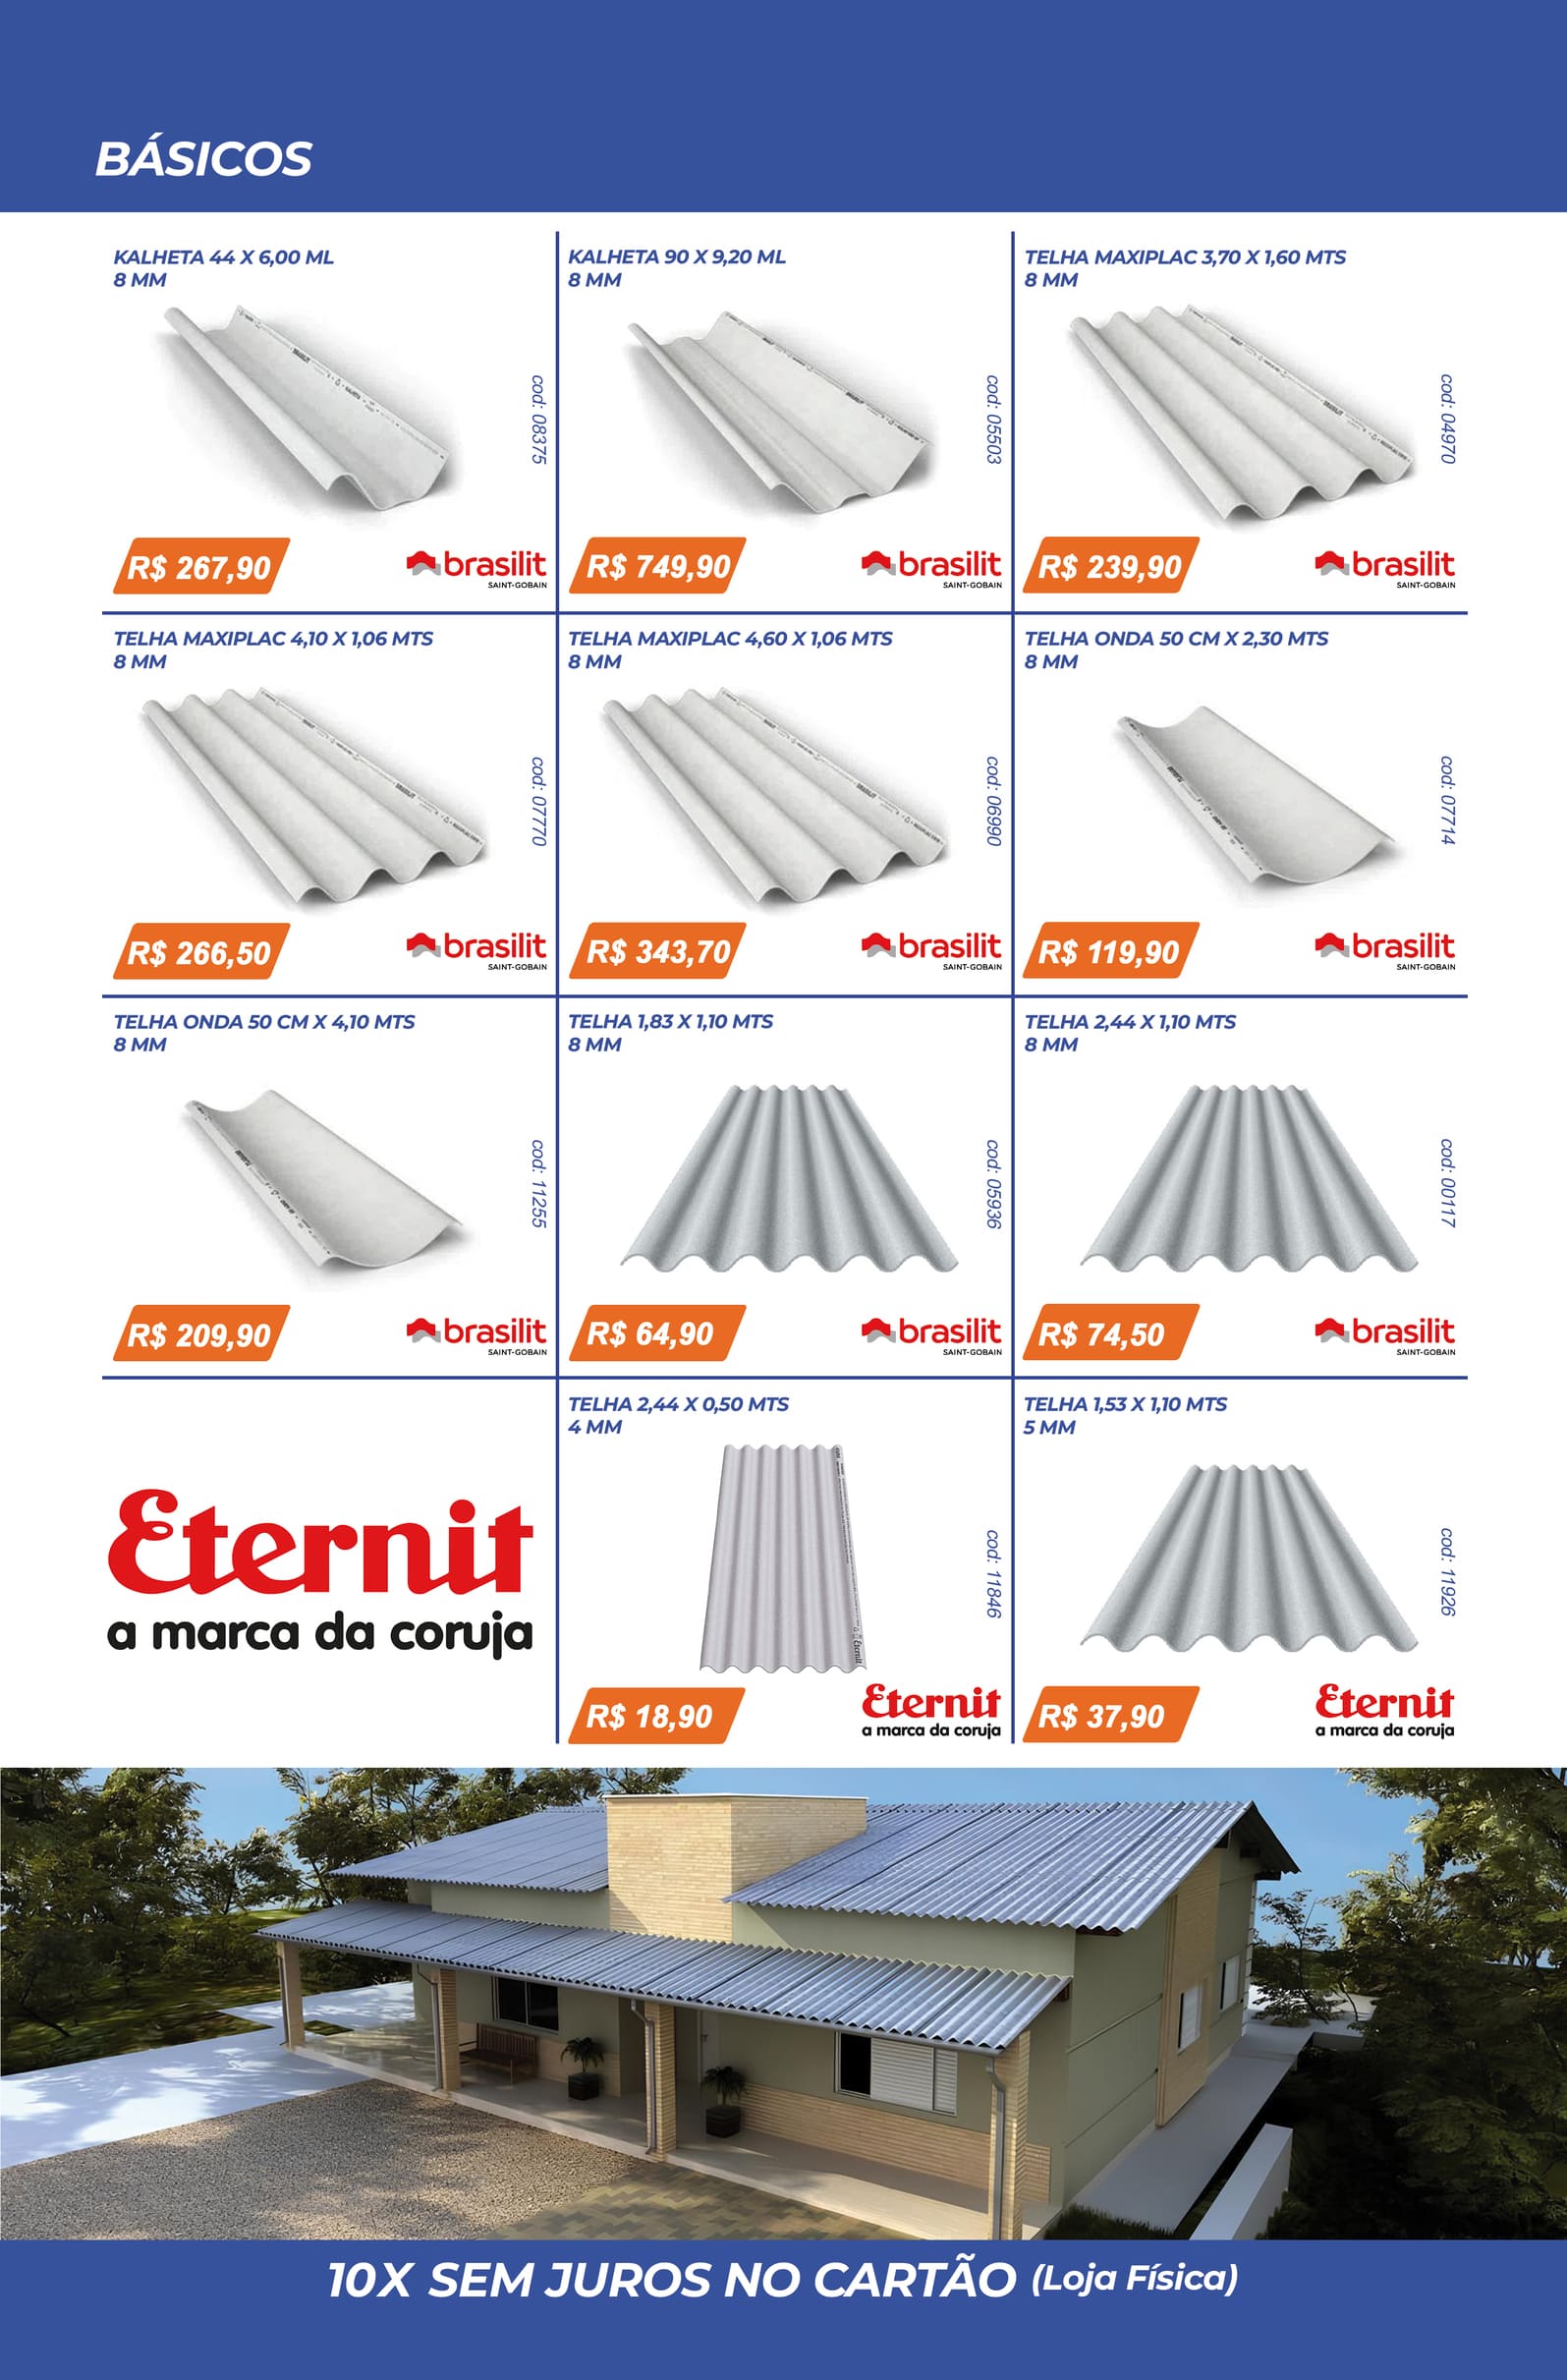 BÁSICOS
KALHETA 44 X 6,00 ML
8 MM
cod: 08375
R$ 267,90
brasilit
SAINT-GOBAIN
KALHETA 90 X 9,20 ML
8 MM
cod: 05503
R$ 749,90
brasilit
SAINT-GOBAIN
TELHA MAXIPLAC 3,70 X 1,60 MTS
8 MM
cod: 04970
R$ 239,90
brasilit
SAINT-GOBAIN
TELHA MAXIPLAC 4,10 X 1,06 MTS
8 MM
cod: 07770
R$ 266,50
brasilit
SAINT-GOBAIN
TELHA MAXIPLAC 4,60 X 1,06 MTS
8 MM
cod: 06990
R$ 343,70
brasilit
SAINT-GOBAIN
TELHA ONDA 50 CM X 2,30 MTS
8 MM
cod: 07714
R$ 119,90
brasilit
SAINT-GOBAIN
TELHA ONDA 50 CM X 4,10 MTS
8 MM
cod: 11255
R$ 209,90
brasilit
SAINT-GOBAIN
TELHA 1,83 X 1,10 MTS
8 MM
cod: 05936
R$ 64,90
brasilit
SAINT-GOBAIN
TELHA 2,44 X 1,10 MTS
8 MM
cod: 00117
R$ 74,50
brasilit
SAINT-GOBAIN
Eternit
a marca da coruja
TELHA 2,44 X 0,50 MTS
4 MM
Eternit
cod: 11846
R$ 18,90
Eternit
a marca da coruja
TELHA 1,53 X 1,10 MTS
5 MM
cod: 11926
R$ 37,90
Eternit
a marca da coruja
10X SEM JUROS NO CARTÃO (Loja Física)